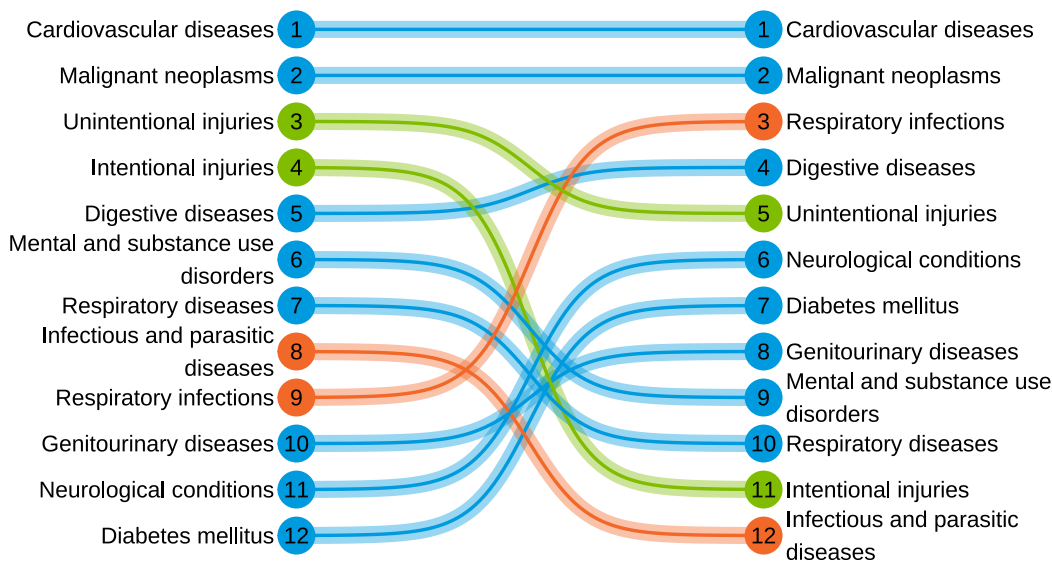 Cardiovascular diseases 1 1 Cardiovascular diseases
Malignant neoplasms 2 2 Malignant neoplasms
Unintentional injuries 3 3 Respiratory infections
Intentional injuries 4 4 Digestive diseases
Digestive diseases 5 5 Unintentional injuries
Mental and substance use
disorders 6 6 Neurological conditions
Respiratory diseases 7 7 Diabetes mellitus
Infectious and parasitic
diseases 8 8 Genitourinary diseases
Respiratory infections 9 9 Mental and substance use
disorders
Genitourinary diseases 10 10 Respiratory diseases
Neurological conditions 11 11 Intentional injuries
Diabetes mellitus 12 12 Infectious and parasitic
diseases